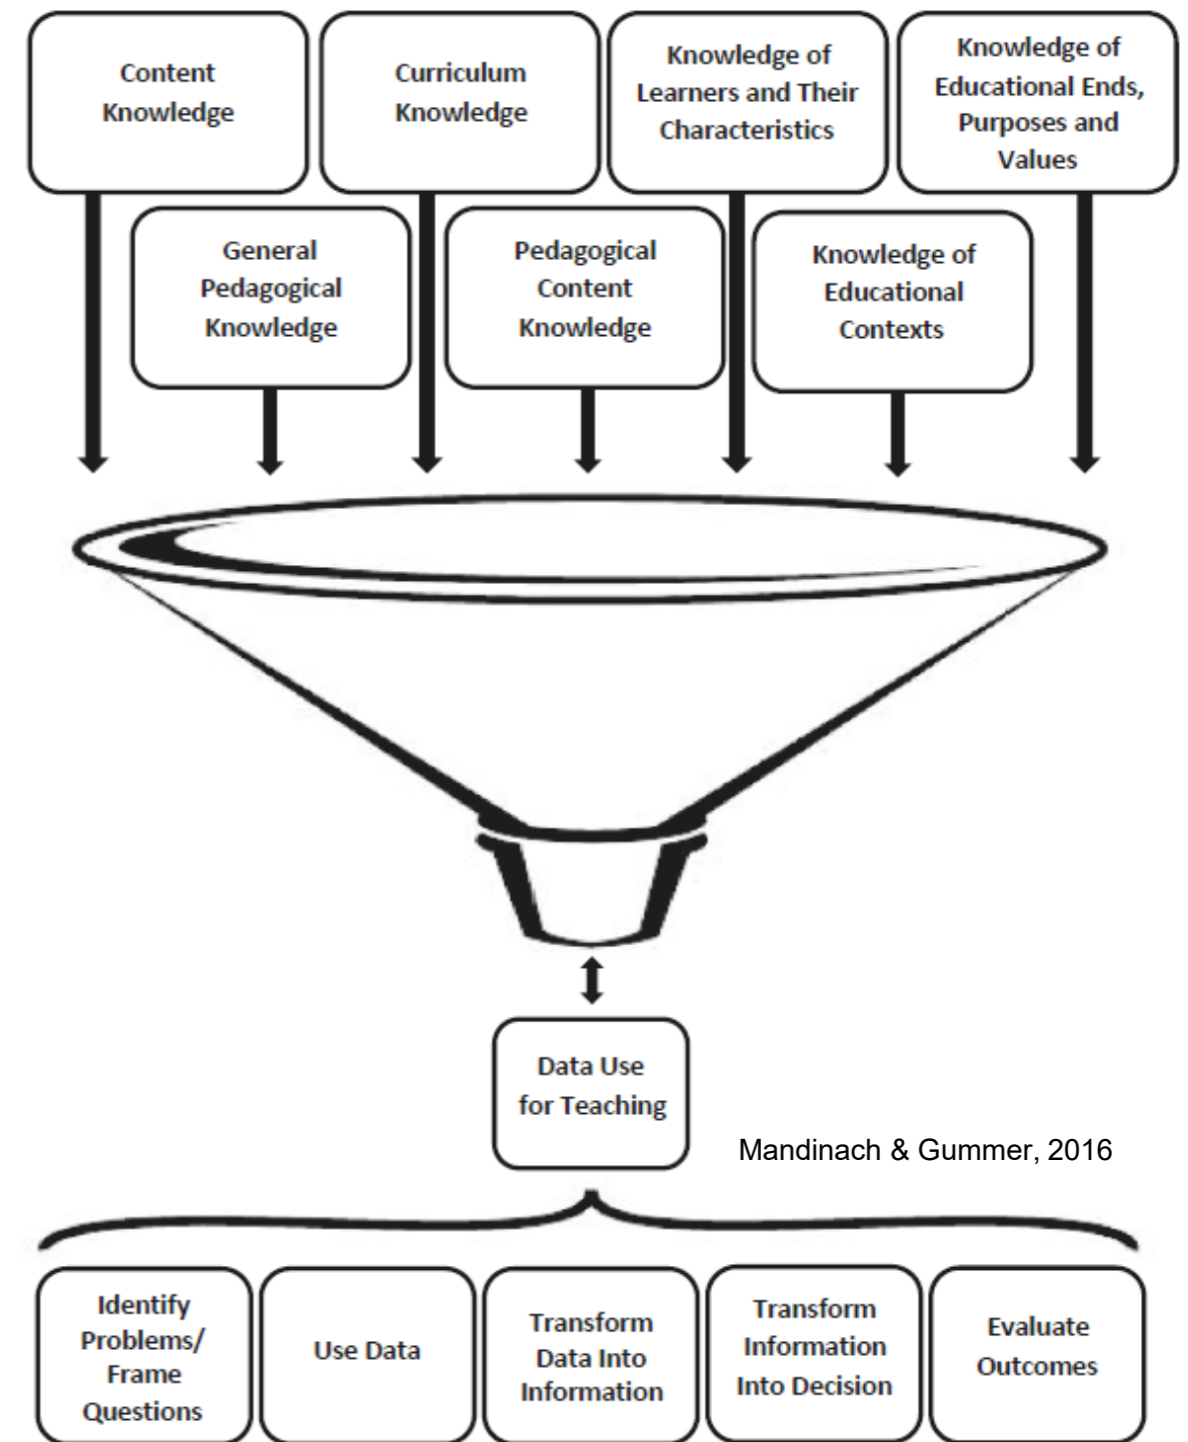 Content
Knowledge
Curriculum
Knowledge
Knowledge of
Learners and Their
Characteristics
Knowledge of
Educational Ends,
Purposes and
Values
General
Pedagogical
Knowledge
Pedagogical
Content
Knowledge
Knowledge of
Educational
Contexts
Data Use
for Teaching
Mandinach & Gummer, 2016
Identify
Problems/
Frame
Questions
Use Data
Transform
Data Into
Information
Transform
Information
Into Decision
Evaluate
Outcomes